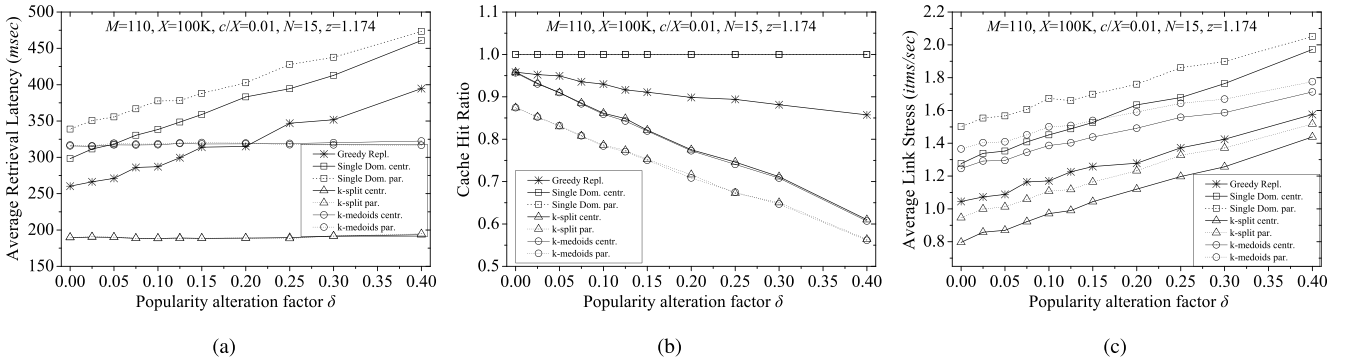 M=110, X=100K, c/X=0.01, N=15, z=1.174
Average Retrieval Latency (msec)
500
450
400
350
300
250
200
150
Greedy Repl.
Single Dom. centr.
Single Dom. par.
k-split centr.
k-split par.
k-medoids centr.
k-medoids par.
0.00 0.05 0.10 0.15 0.20 0.25 0.30 0.35 0.40
Popularity alteration factor δ
(a)
M=110, X=100K, c/X=0.01, N=15, z=1.174
Cache Hit Ratio
1.1
1.0
0.9
0.8
0.7
0.6
0.5
Greedy Repl.
Single Dom. centr.
Single Dom. par.
k-split centr.
k-split par.
k-medoids centr.
k-medoids par.
0.00 0.05 0.10 0.15 0.20 0.25 0.30 0.35 0.40
Popularity alteration factor δ
(b)
M=110, X=100K, c/X=0.01, N=15, z=1.174
Average Link Stress (ims/sec)
2.2
2.0
1.8
1.6
1.4
1.2
1.0
0.8
Greedy Repl.
Single Dom. centr.
Single Dom. par.
k-split centr.
k-split par.
k-medoids centr.
k-medoids par.
0.00 0.05 0.10 0.15 0.20 0.25 0.30 0.35 0.40
Popularity alteration factor δ
(c)